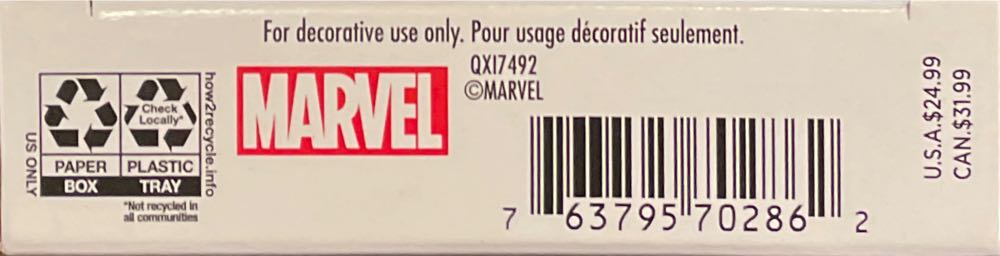 For decorative use only. Pour usage décoratif seulement.
QXI7492
©MARVEL
MARVEL
Check
Locally*
PAPER
PLASTIC
BOX
TRAY
*Not recycled in
all communities
US ONLY
how2recycle.info
7 63795 70286 2
U.S.A.$24.99
CAN.$31.99